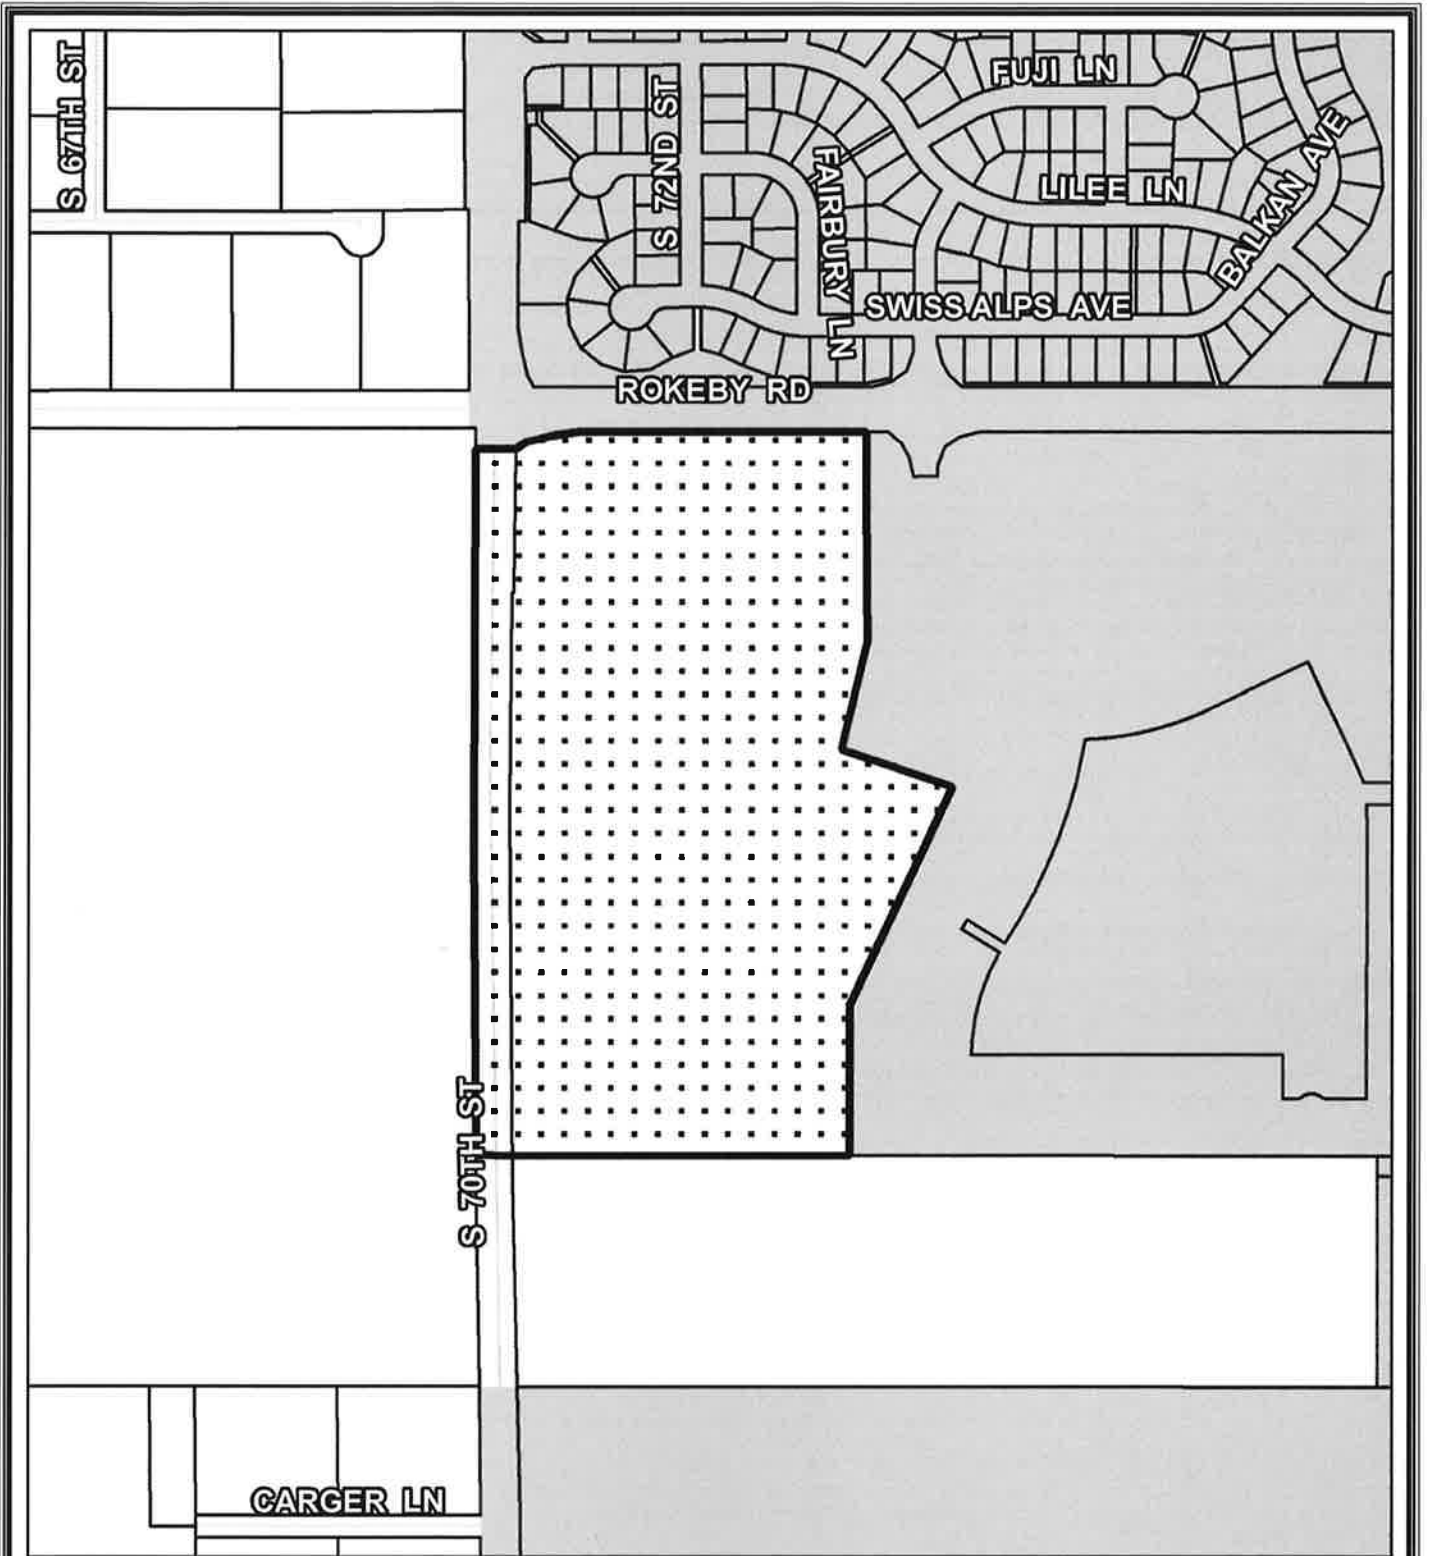 S 67TH ST
FUJI LN
S 72ND ST
FAIRBURY LN
LILEE LN
BALKAN AVE
SWISS ALPS AVE
ROKEBY RD
S 70TH ST
CARGER LN